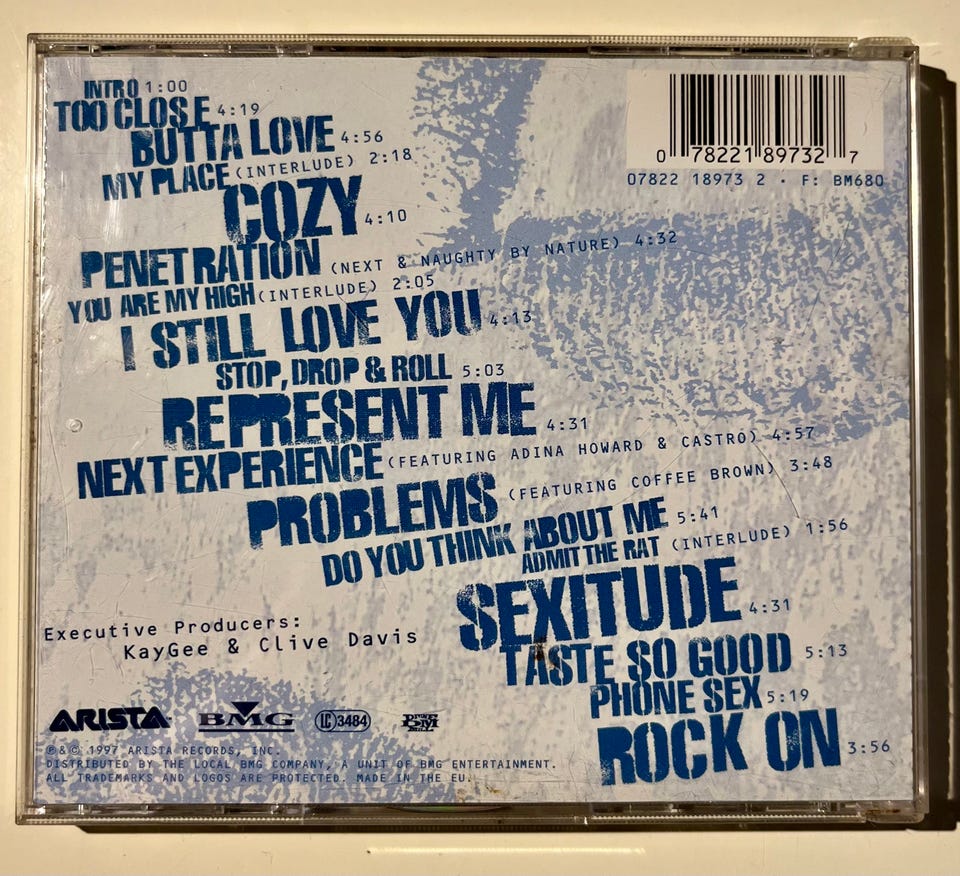 INTRO 1:00
TOO CLOSE 4:19
BUTTA LOVE 4:56
MY PLACE (INTERLUDE) 2:18
COZY 4:10
PENETRATION (NEXT & NAUGHTY BY NATURE) 4:32
YOU ARE MY HIGH (INTERLUDE) 2:05
I STILL LOVE YOU 4:13
STOP, DROP & ROLL 5:03
REPRESENT ME 4:31
NEXT EXPERIENCE (FEATURING ADINA HOWARD & CASTRO) 4:57
PROBLEMS (FEATURING COFFEE BROWN) 3:48
DO YOU THINK ABOUT ME 5:41
ADMIT THE RAT (INTERLUDE) 1:56
SEXITUDE 4:31
TASTE SO GOOD 5:13
PHONE SEX 5:19
ROCK ON 3:56
0 78221 89732 7
07822 18973 2 · F: BM680
Executive Producers:
KayGee & Clive Davis
ARISTA
BMG
LC 3484
℗ & © 1997 ARISTA RECORDS, INC.
DISTRIBUTED BY THE LOCAL BMG COMPANY, A UNIT OF BMG ENTERTAINMENT.
ALL TRADEMARKS AND LOGOS ARE PROTECTED. MADE IN THE EU.